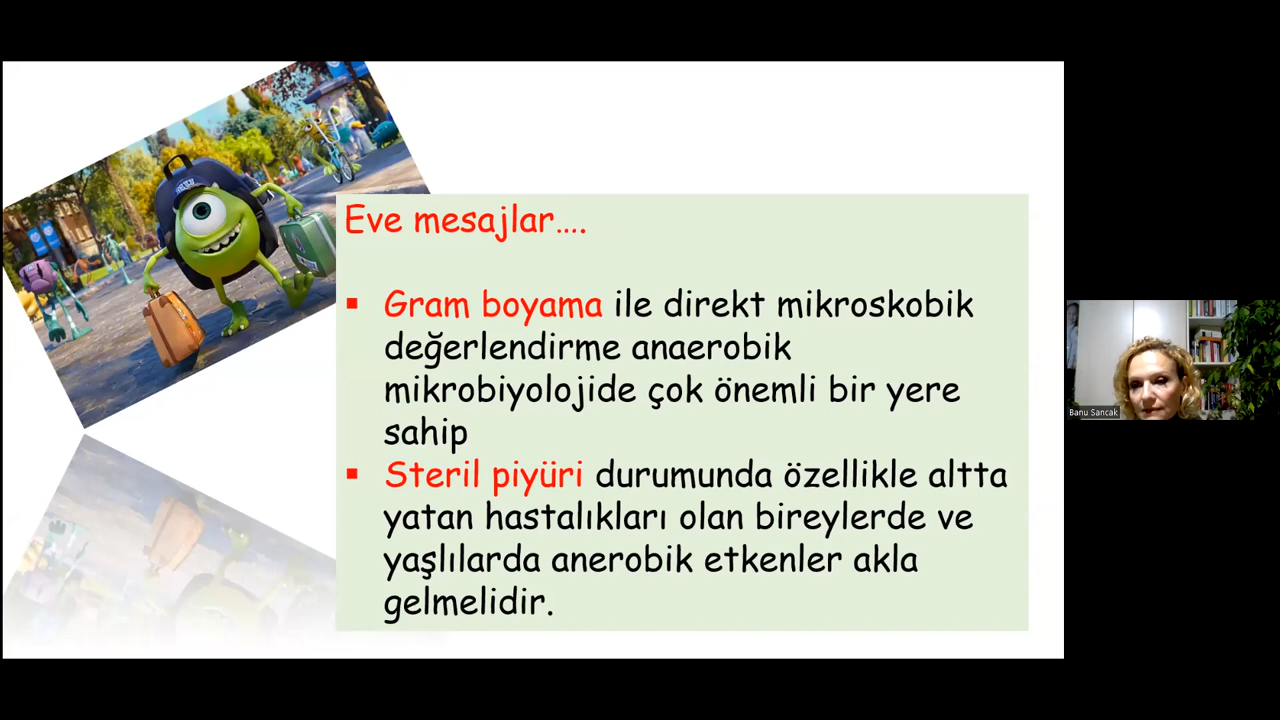 Eve mesajlar....
▪ Gram boyama ile direkt mikroskobik
değerlendirme anaerobik
mikrobiyolojide çok önemli bir yere
sahip
▪ Steril piyüri durumunda özellikle altta
yatan hastalıkları olan bireylerde ve
yaşlılarda anerobik etkenler akla
gelmelidir.
Banu Sancak